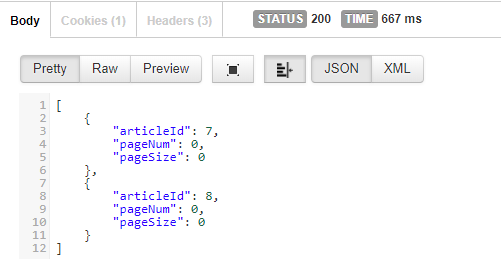 Body Cookies (1) Headers (3) STATUS 200 TIME 667 ms
Pretty Raw Preview JSON XML
1 [
2     {
3         "articleId": 7,
4         "pageNum": 0,
5         "pageSize": 0
6     },
7     {
8         "articleId": 8,
9         "pageNum": 0,
10         "pageSize": 0
11     }
12 ]